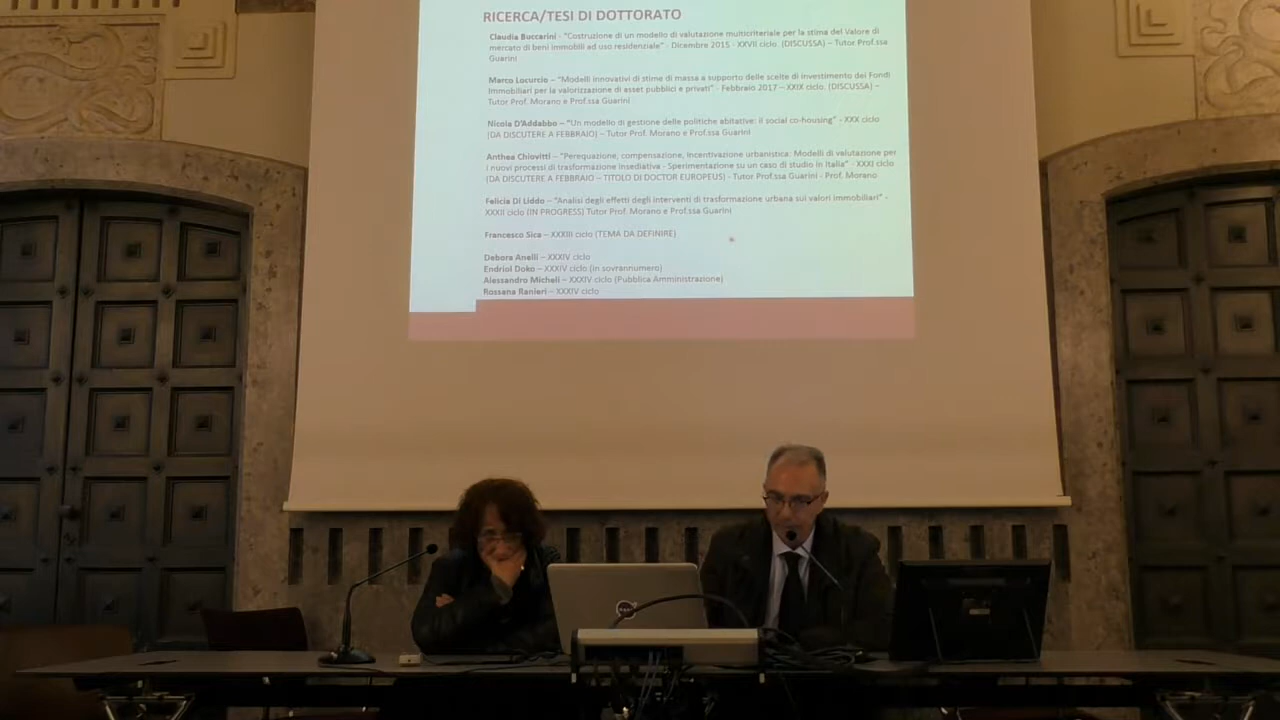 RICERCA/TESI DI DOTTORATO
Claudia Buccarini - "Costruzione di un modello di valutazione multicriteriale per la stima del Valore di
mercato di beni immobili ad uso residenziale" - Dicembre 2015 - XXVII ciclo. (DISCUSSA) – Tutor Prof.ssa
Guarini
Marco Locurcio – "Modelli innovativi di stime di massa a supporto delle scelte di investimento dei Fondi
Immobiliari per la valorizzazione di asset pubblici e privati" - Febbraio 2017 – XXIX ciclo. (DISCUSSA) –
Tutor Prof. Morano e Prof.ssa Guarini
Nicola D'Addabbo – "Un modello di gestione delle politiche abitative: il social co-housing" - XXX ciclo
(DA DISCUTERE A FEBBRAIO) – Tutor Prof. Morano e Prof.ssa Guarini
Anthea Chiovitti – "Perequazione, compensazione, incentivazione urbanistica: Modelli di valutazione per
i nuovi processi di trasformazione insediativa - Sperimentazione su un caso di studio in Italia" - XXXI ciclo
(DA DISCUTERE A FEBBRAIO – TITOLO DI DOCTOR EUROPEUS) - Tutor Prof.ssa Guarini - Prof. Morano
Felicia Di Liddo – "Analisi degli effetti degli interventi di trasformazione urbana sui valori immobiliari" -
XXXII ciclo (IN PROGRESS) Tutor Prof. Morano e Prof.ssa Guarini
Francesco Sica – XXXIII ciclo (TEMA DA DEFINIRE)
Debora Anelli – XXXIV ciclo
Endriol Doko – XXXIV ciclo (in sovrannumero)
Alessandro Micheli – XXXIV ciclo (Pubblica Amministrazione)
Rossana Ranieri – XXXIV ciclo